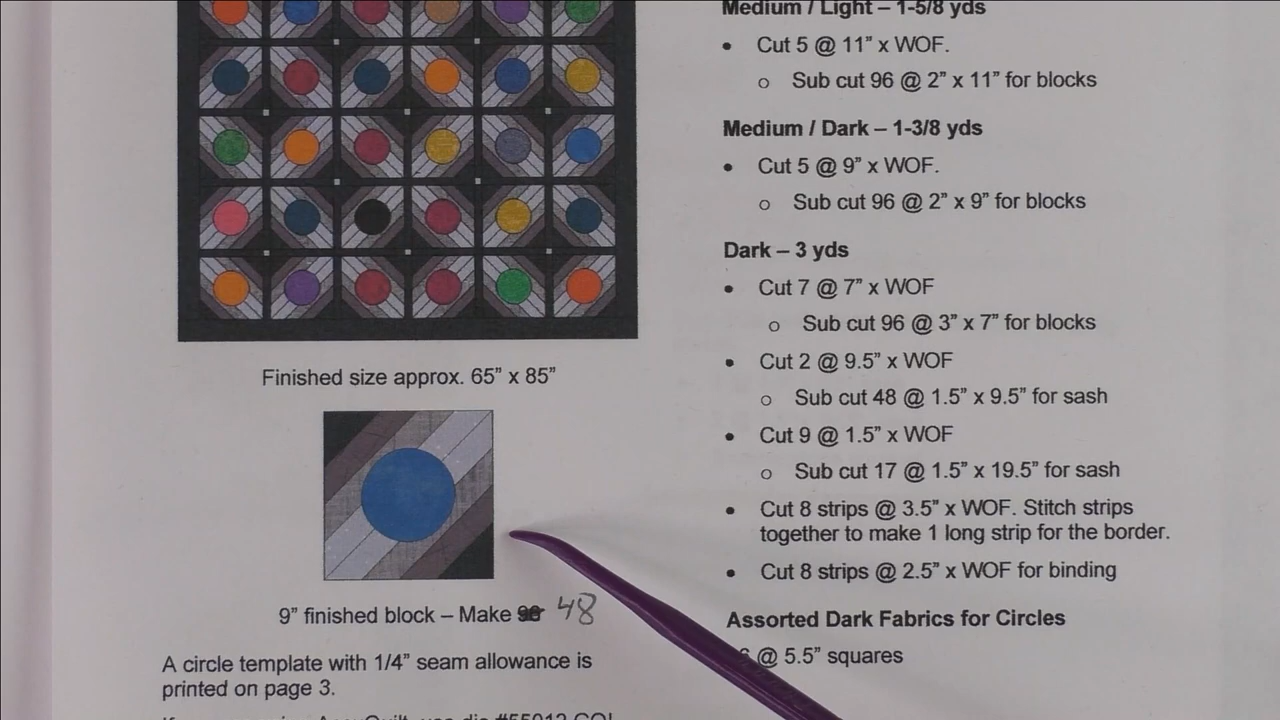 Finished size approx. 65” x 85”
9” finished block – Make 48
A circle template with 1/4” seam allowance is
printed on page 3.
Medium / Light – 1-5/8 yds
• Cut 5 @ 11” x WOF.
o Sub cut 96 @ 2” x 11” for blocks
Medium / Dark – 1-3/8 yds
• Cut 5 @ 9” x WOF.
o Sub cut 96 @ 2” x 9” for blocks
Dark – 3 yds
• Cut 7 @ 7” x WOF
o Sub cut 96 @ 3” x 7” for blocks
• Cut 2 @ 9.5” x WOF
o Sub cut 48 @ 1.5” x 9.5” for sash
• Cut 9 @ 1.5” x WOF
o Sub cut 17 @ 1.5” x 19.5” for sash
• Cut 8 strips @ 3.5” x WOF. Stitch strips
together to make 1 long strip for the border.
• Cut 8 strips @ 2.5” x WOF for binding
Assorted Dark Fabrics for Circles
@ 5.5” squares